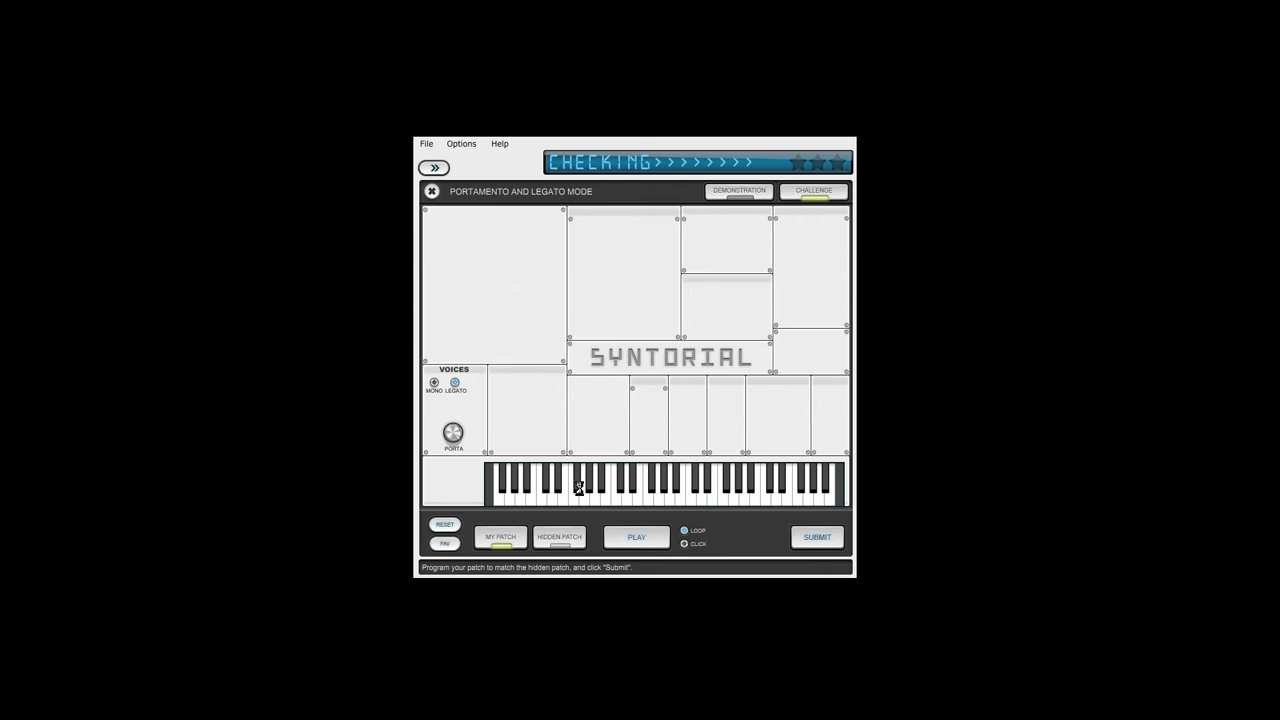 File Options Help
CHECKING>>>>>>>>
PORTAMENTO AND LEGATO MODE
DEMONSTRATION
CHALLENGE
SYNTORIAL
VOICES
MONO LEGATO
PORTA
RESET
FAV
MY PATCH
HIDDEN PATCH
PLAY
LOOP
CLICK
SUBMIT
Program your patch to match the hidden patch, and click "Submit".